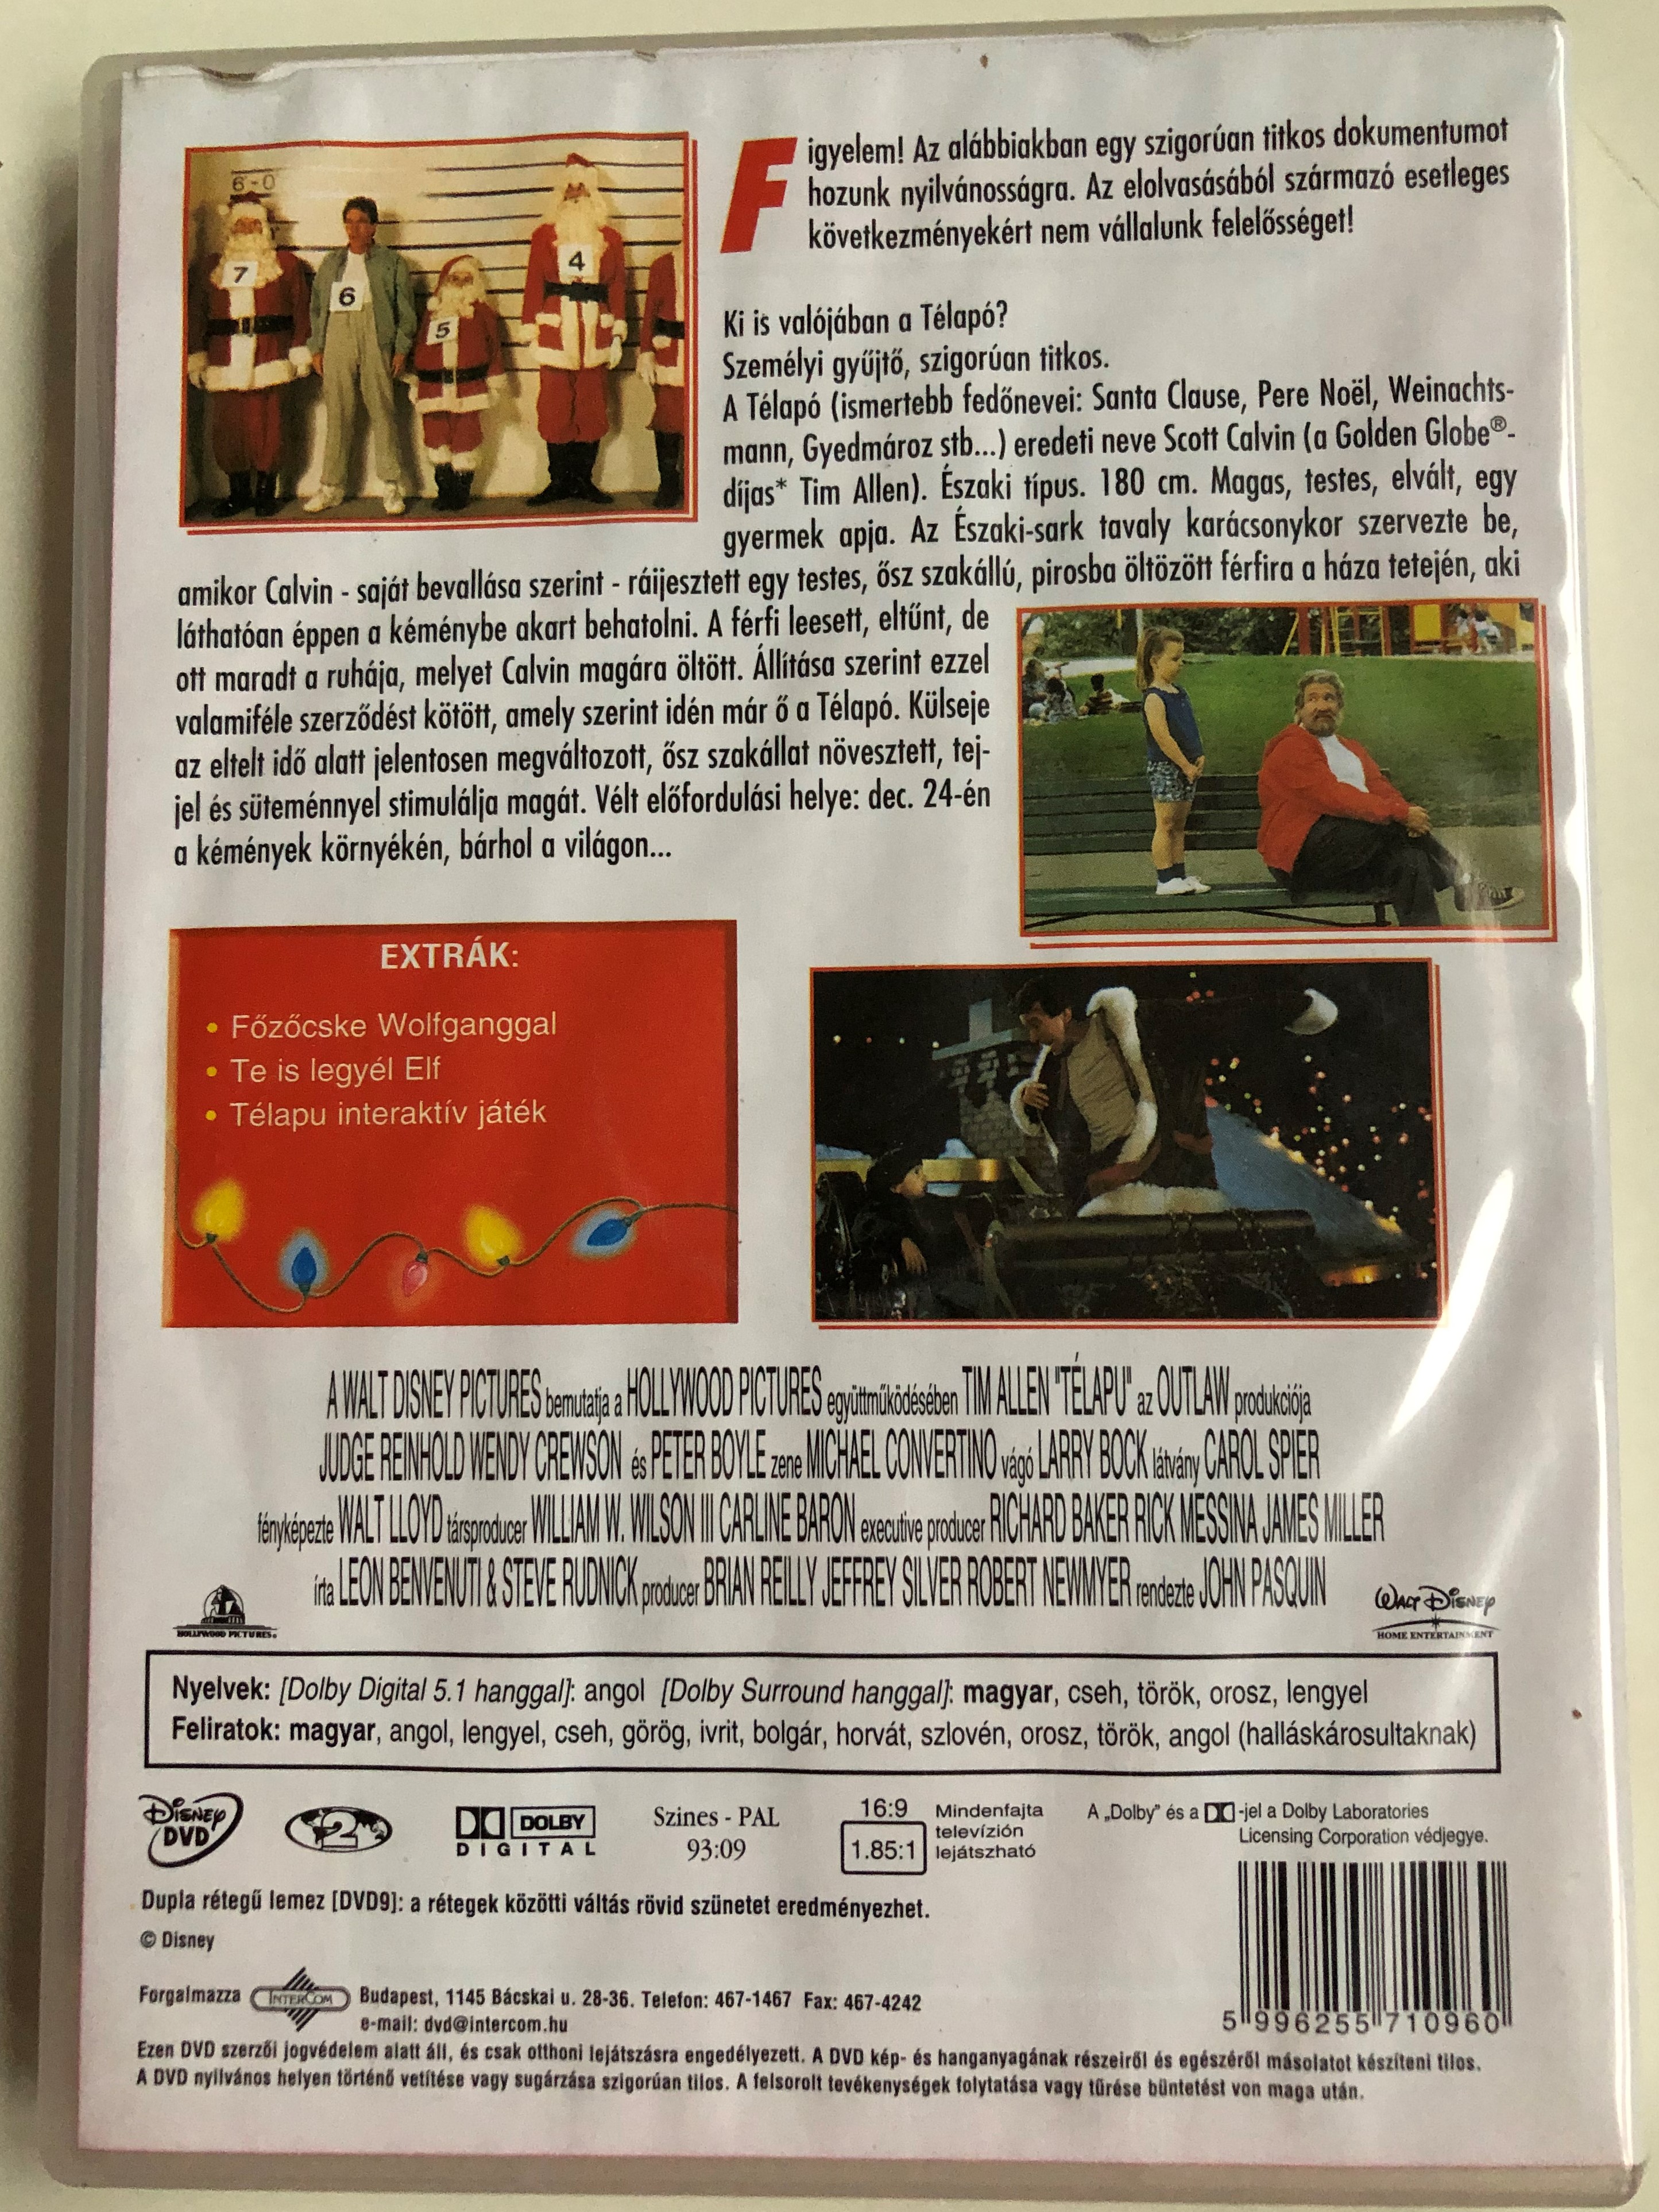 6-0
7
6
5
4
Figyelem! Az alábbiakban egy szigorúan titkos dokumentumot
hozunk nyilvánosságra. Az elolvasásából származó esetleges
következményekért nem vállalunk felelősséget!
Ki is valójában a Télapó?
Személyi gyűjtő, szigorúan titkos.
A Télapó (ismertebb fedőnevei: Santa Clause, Pere Noël, Weinachts-
mann, Gyedmároz stb...) eredeti neve Scott Calvin (a Golden Globe®-
díjas* Tim Allen). Északi típus. 180 cm. Magas, testes, elvált, egy
gyermek apja. Az Északi-sark tavaly karácsonykor szervezte be,
amikor Calvin - saját bevallása szerint - ráijesztett egy testes, ősz szakállú, pirosba öltözött férfira a háza tetején, aki
láthatóan éppen a kéménybe akart behatolni. A férfi leesett, eltűnt, de
ott maradt a ruhája, melyet Calvin magára öltött. Állítása szerint ezzel
valamiféle szerződést kötött, amely szerint idén már ő a Télapó. Külseje
az eltelt idő alatt jelentosen megváltozott, ősz szakállat növesztett, tej-
jel és süteménnyel stimulálja magát. Vélt előfordulási helye: dec. 24-én
a kémények környékén, bárhol a világon...
EXTRÁK:
• Főzőcske Wolfganggal
• Te is legyél Elf
• Télapu interaktív játék
A WALT DISNEY PICTURES bemutatja a HOLLYWOOD PICTURES együttműködésében TIM ALLEN "TÉLAPU" az OUTLAW produkciója
JUDGE REINHOLD WENDY CREWSON és PETER BOYLE zene MICHAEL CONVERTINO vágó LARRY BOCK látvány CAROL SPIER
fényképezte WALT LLOYD társproducer WILLIAM W. WILSON III CARLINE BARON executive producer RICHARD BAKER RICK MESSINA JAMES MILLER
írta LEON BENVENUTI & STEVE RUDNICK producer BRIAN REILLY JEFFREY SILVER ROBERT NEWMYER rendezte JOHN PASQUIN
HOLLYWOOD PICTURES®
WALT DISNEY
HOME ENTERTAINMENT
Nyelvek: [Dolby Digital 5.1 hanggal]: angol [Dolby Surround hanggal]: magyar, cseh, török, orosz, lengyel
Feliratok: magyar, angol, lengyel, cseh, görög, ivrit, bolgár, horvát, szlovén, orosz, török, angol (halláskárosultaknak)
DISNEY
DVD
2
DOLBY
DIGITAL
Szines - PAL
93:09
16:9
1.85:1
Mindenfajta
televízión
lejátszható
A „Dolby" és a -jel a Dolby Laboratories
Licensing Corporation védjegye.
Dupla rétegű lemez [DVD9]: a rétegek közötti váltás rövid szünetet eredményezhet.
© Disney
Forgalmazza INTERCOM Budapest, 1145 Bácskai u. 28-36. Telefon: 467-1467 Fax: 467-4242
e-mail: dvd@intercom.hu
5 996255 710960
Ezen DVD szerzői jogvédelem alatt áll, és csak otthoni lejátszásra engedélyezett. A DVD kép- és hanganyagának részeiről és egészéről másolatot készíteni tilos.
A DVD nyilvános helyen történő vetítése vagy sugárzása szigorúan tilos. A felsorolt tevékenységek folytatása vagy tűrése büntetést von maga után.